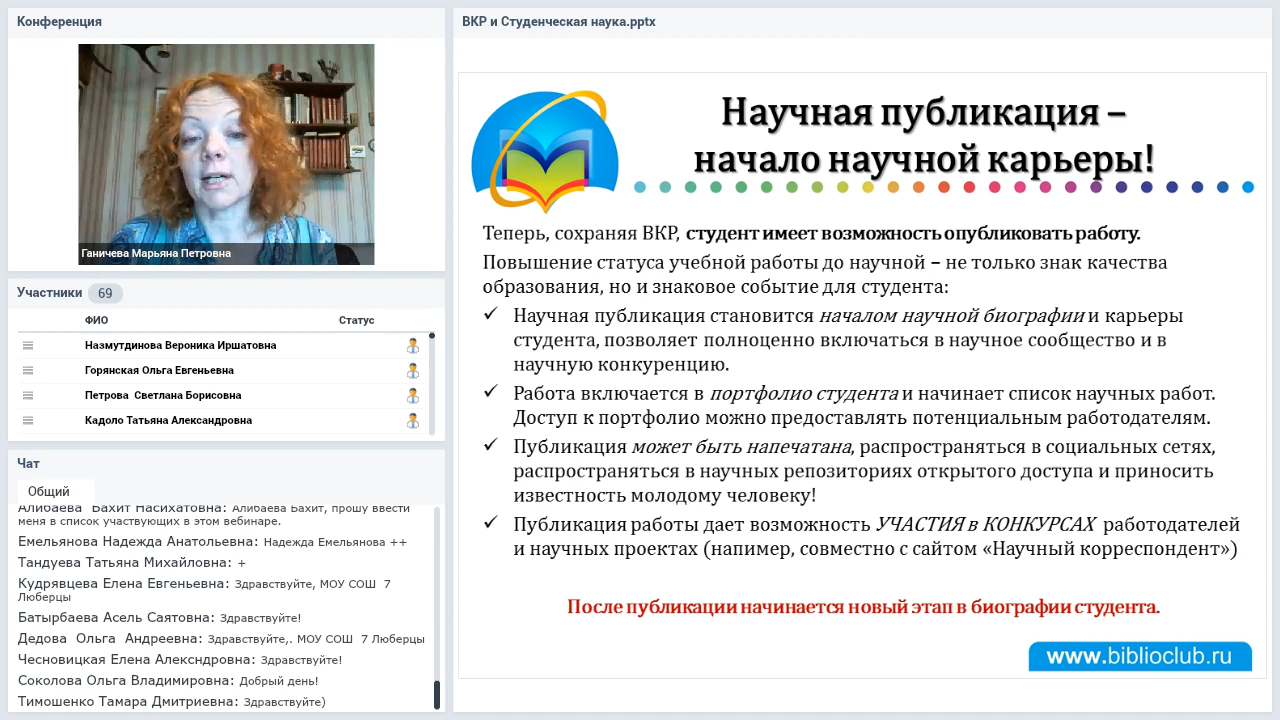 Конференция
Ганичева Марьяна Петровна
Участники 69
ФИО Статус
Назмутдинова Вероника Иршатовна
Горянская Ольга Евгеньевна
Петрова Светлана Борисовна
Кадоло Татьяна Александровна
Чат
Общий
Алибаева Бахит Насихатовна: Алибаева Бахит, прошу ввести
меня в список участвующих в этом вебинаре.
Емельянова Надежда Анатольевна: Надежда Емельянова ++
Тандуева Татьяна Михайловна: +
Кудрявцева Елена Евгеньевна: Здравствуйте, МОУ СОШ 7
Люберцы
Батырбаева Асель Саятовна: Здравствуйте!
Дедова Ольга Андреевна: Здравствуйте,. МОУ СОШ 7 Люберцы
Чесновицкая Елена Алекснdровна: Здравствуйте!
Соколова Ольга Владимировна: Добрый день!
Тимошенко Тамара Дмитриевна: Здравствуйте)
ВКР и Студенческая наука.pptx
Научная публикация –
начало научной карьеры!
Теперь, сохраняя ВКР, студент имеет возможность опубликовать работу.
Повышение статуса учебной работы до научной – не только знак качества
образования, но и знаковое событие для студента:
✓ Научная публикация становится началом научной биографии и карьеры
студента, позволяет полноценно включаться в научное сообщество и в
научную конкуренцию.
✓ Работа включается в портфолио студента и начинает список научных работ.
Доступ к портфолио можно предоставлять потенциальным работодателям.
✓ Публикация может быть напечатана, распространяться в социальных сетях,
распространяться в научных репозиториях открытого доступа и приносить
известность молодому человеку!
✓ Публикация работы дает возможность УЧАСТИЯ в КОНКУРСАХ работодателей
и научных проектах (напимер, совместно с сайтом «Научный корреспондент»)
После публикации начинается новый этап в биографии студента.
www.biblioclub.ru